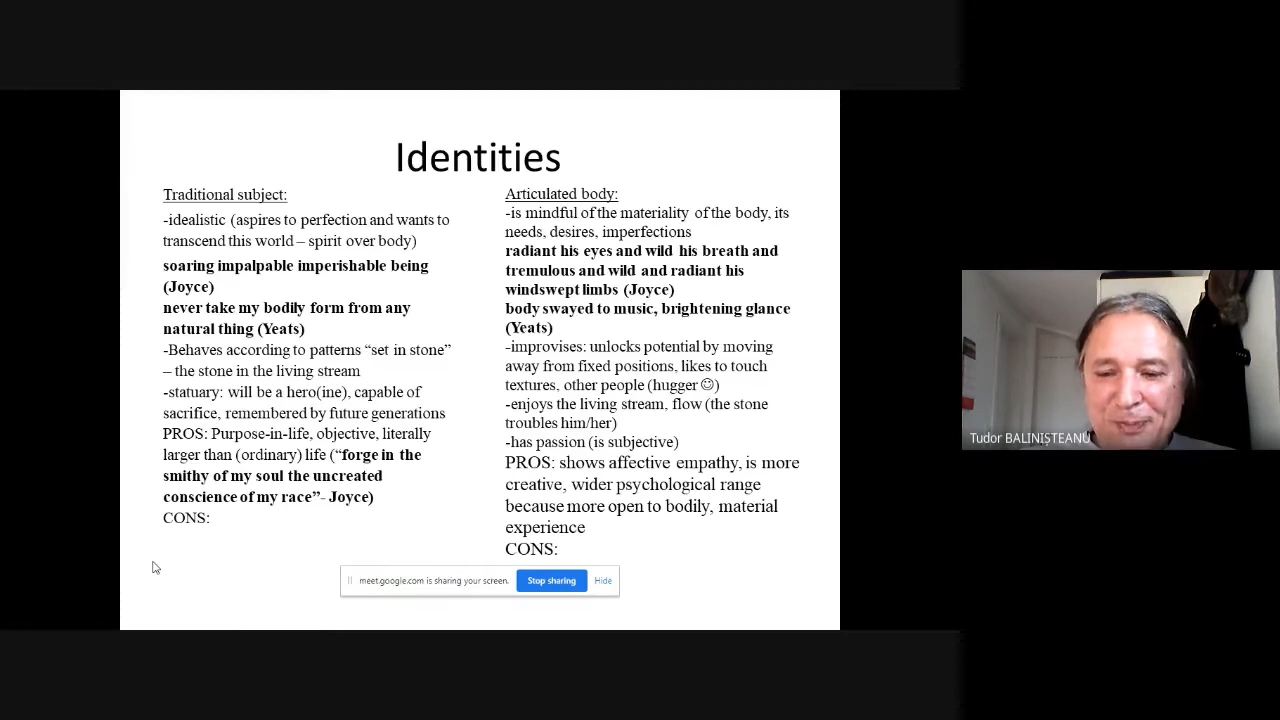 Identities
Traditional subject:
-idealistic (aspires to perfection and wants to
transcend this world – spirit over body)
soaring impalpable imperishable being
(Joyce)
never take my bodily form from any
natural thing (Yeats)
-Behaves according to patterns “set in stone”
– the stone in the living stream
-statuary: will be a hero(ine), capable of
sacrifice, remembered by future generations
PROS: Purpose-in-life, objective, literally
larger than (ordinary) life (“forge in the
smithy of my soul the uncreated
conscience of my race”- Joyce)
CONS:
Articulated body:
-is mindful of the materiality of the body, its
needs, desires, imperfections
radiant his eyes and wild his breath and
tremulous and wild and radiant his
windswept limbs (Joyce)
body swayed to music, brightening glance
(Yeats)
-improvises: unlocks potential by moving
away from fixed positions, likes to touch
textures, other people (hugger ☺)
-enjoys the living stream, flow (the stone
troubles him/her)
-has passion (is subjective)
PROS: shows affective empathy, is more
creative, wider psychological range
because more open to bodily, material
experience
CONS:
meet.google.com is sharing your screen. Stop sharing Hide
Tudor BALINIȘTEANU